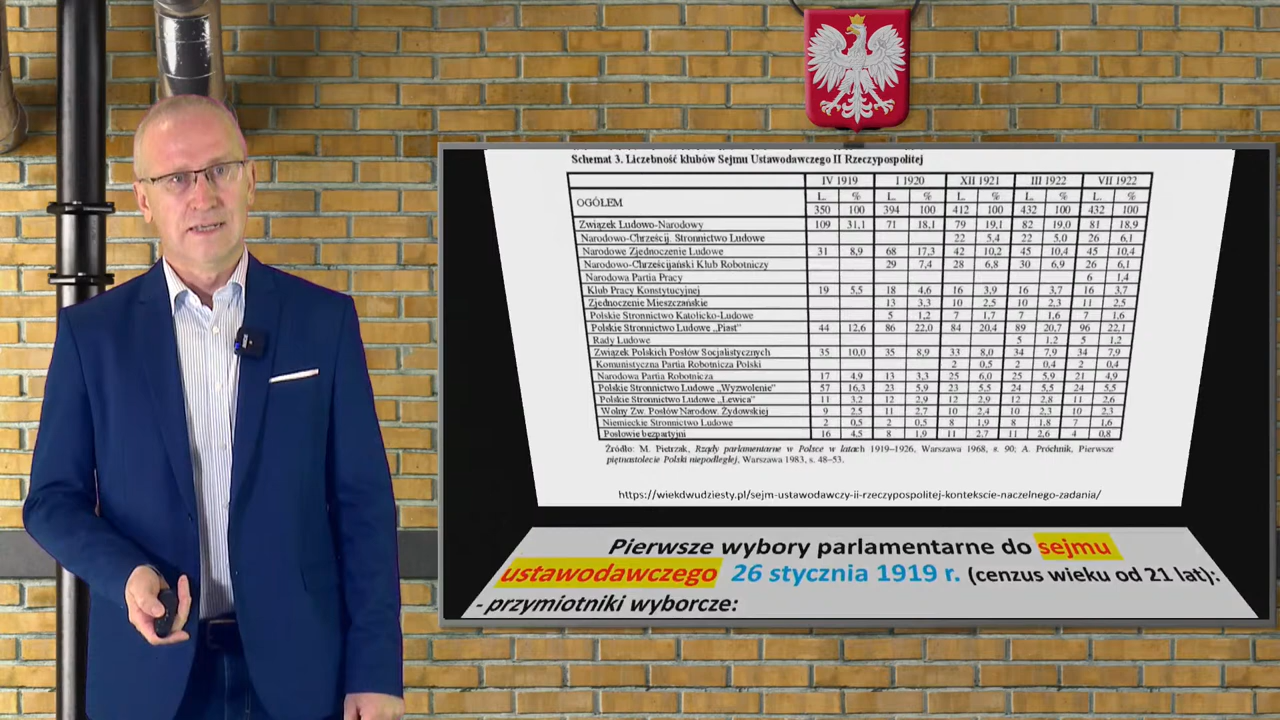 Schemat 3. Liczebność klubów Sejmu Ustawodawczego II Rzeczypospolitej
IV 1919 I 1920 XII 1921 III 1922 VII 1922
OGÓŁEM L. % L. % L. % L. % L. %
350 100 394 100 412 100 432 100 432 100
Związek Ludowo-Narodowy 109 31,1 71 18,1 79 19,1 82 19,0 81 18,9
Narodowo-Chrześcij. Stronnictwo Ludowe 22 5,4 22 5,0 26 6,1
Narodowe Zjednoczenie Ludowe 31 8,9 68 17,3 42 10,2 45 10,4 45 10,4
Narodowo-Chrześcijański Klub Robotniczy 29 7,4 28 6,8 30 6,9 26 6,1
Narodowa Partia Pracy 6 1,4
Klub Pracy Konstytucyjnej 19 5,5 18 4,6 16 3,9 16 3,7 16 3,7
Zjednoczenie Mieszczańskie 13 3,3 10 2,5 10 2,3 11 2,5
Polskie Stronnictwo Katolicko-Ludowe 5 1,2 7 1,7 7 1,6 7 1,6
Polskie Stronnictwo Ludowe „Piast” 44 12,6 86 22,0 84 20,4 89 20,7 96 22,1
Rady Ludowe 5 1,2 5 1,2
Związek Polskich Posłów Socjalistycznych 35 10,0 35 8,9 33 8,0 34 7,9 34 7,9
Komunistyczna Partia Robotnicza Polski 2 0,5 2 0,4 2 0,4
Narodowa Partia Robotnicza 17 4,9 13 3,3 25 6,0 25 5,9 21 4,9
Polskie Stronnictwo Ludowe „Wyzwolenie” 57 16,3 23 5,9 23 5,5 24 5,5 24 5,5
Polskie Stronnictwo Ludowe „Lewica” 11 3,2 12 2,9 12 2,9 12 2,8 11 2,6
Wolny Zw. Posłów Narodow. Żydowskiej 9 2,5 11 2,7 10 2,4 10 2,3 10 2,3
Niemieckie Stronnictwo Ludowe 2 0,5 2 0,5 8 1,9 8 1,8 7 1,6
Posłowie bezpartyjni 16 4,5 8 1,9 11 2,7 11 2,6 4 0,8
Źródło: M. Pietrzak, Rządy parlamentarne w Polsce w latach 1919–1926, Warszawa 1968, s. 90; A. Próchnik, Pierwsze
piętnastolecie Polski niepodległej, Warszawa 1983, s. 48–53.
https://wiekdwudziesty.pl/sejm-ustawodawczy-ii-rzeczypospolitej-kontekscie-naczelnego-zadania/
Pierwsze wybory parlamentarne do sejmu
ustawodawczego 26 stycznia 1919 r. (cenzus wieku od 21 lat):
- przymiotniki wyborcze: